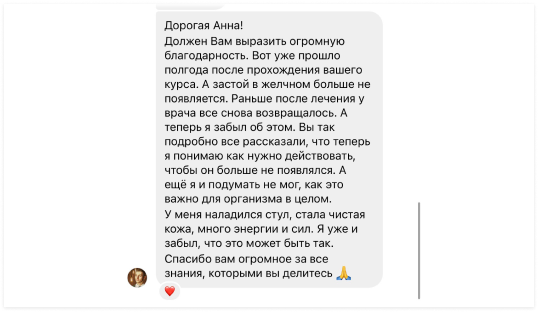 Дорогая Анна!
Должен Вам выразить огромную
благодарность. Вот уже прошло
полгода после прохождения вашего
курса. А застой в желчном больше не
появляется. Раньше после лечения у
врача все снова возвращалось. А
теперь я забыл об этом. Вы так
подробно все рассказали, что теперь
я понимаю как нужно действовать,
чтобы он больше не появлялся. А
ещё я и подумать не мог, как это
важно для организма в целом.
У меня наладился стул, стала чистая
кожа, много энергии и сил. Я уже и
забыл, что это может быть так.
Спасибо вам огромное за все
знания, которыми вы делитесь 🙏